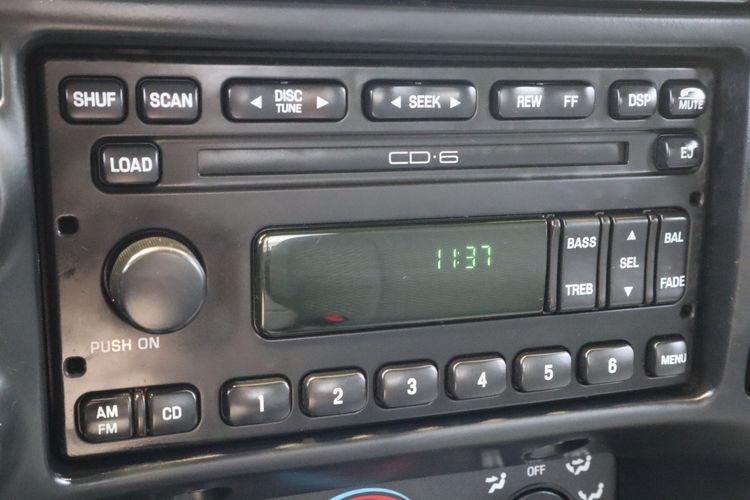 SHUF SCAN DISC TUNE SEEK REW FF DSP MUTE
LOAD CD·6 EJ
11:37
BASS TREB SEL BAL FADE
PUSH ON
AM FM CD 1 2 3 4 5 6 MENU
OFF